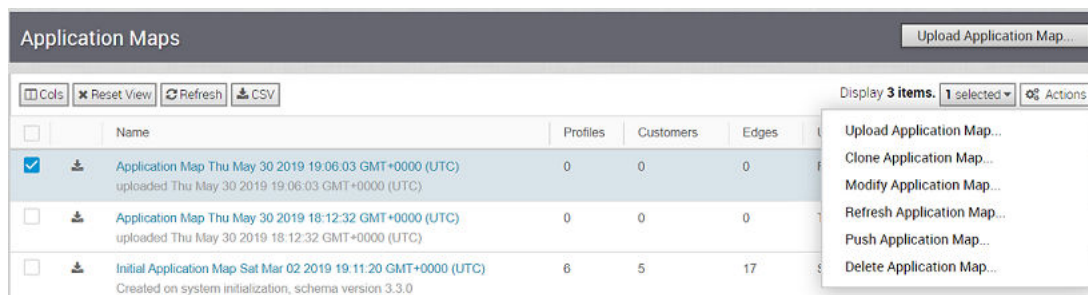 Application Maps
Upload Application Map...
Cols
Reset View
Refresh
CSV
Display 3 items.
1 selected
Actions
Name
Profiles
Customers
Edges
Application Map Thu May 30 2019 19:06:03 GMT+0000 (UTC)
0
0
0
uploaded Thu May 30 2019 19:06:03 GMT+0000 (UTC)
Application Map Thu May 30 2019 18:12:32 GMT+0000 (UTC)
0
0
0
uploaded Thu May 30 2019 18:12:32 GMT+0000 (UTC)
Initial Application Map Sat Mar 02 2019 19:11:20 GMT+0000 (UTC)
6
5
17
Created on system initialization, schema version 3.3.0
Upload Application Map...
Clone Application Map...
Modify Application Map...
Refresh Application Map...
Push Application Map...
Delete Application Map...